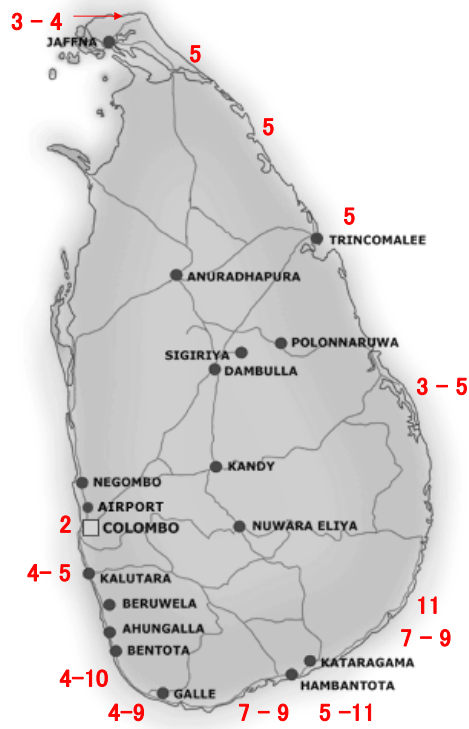 3 – 4
JAFFNA
5
5
5
TRINCOMALEE
ANURADHAPURA
POLONNARUWA
SIGIRIYA
DAMBULLA
3 – 5
KANDY
NEGOMBO
AIRPORT
2
COLOMBO
NUWARA ELIYA
4– 5
KALUTARA
BERUWELA
11
AHUNGALLA
7 – 9
BENTOTA
KATARAGAMA
4–10
HAMBANTOTA
GALLE
4–9
7 – 9
5 –11